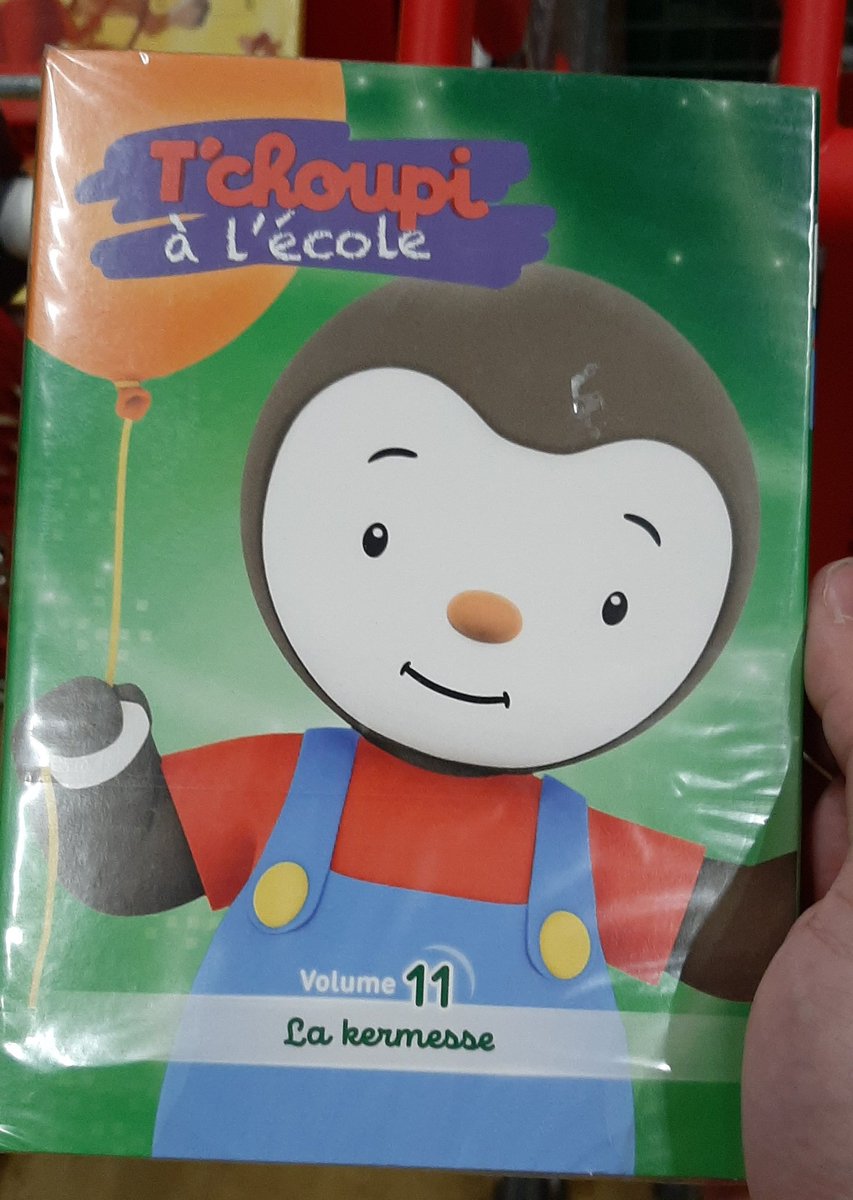 T'choupi
à l'école
Volume 11
La kermesse